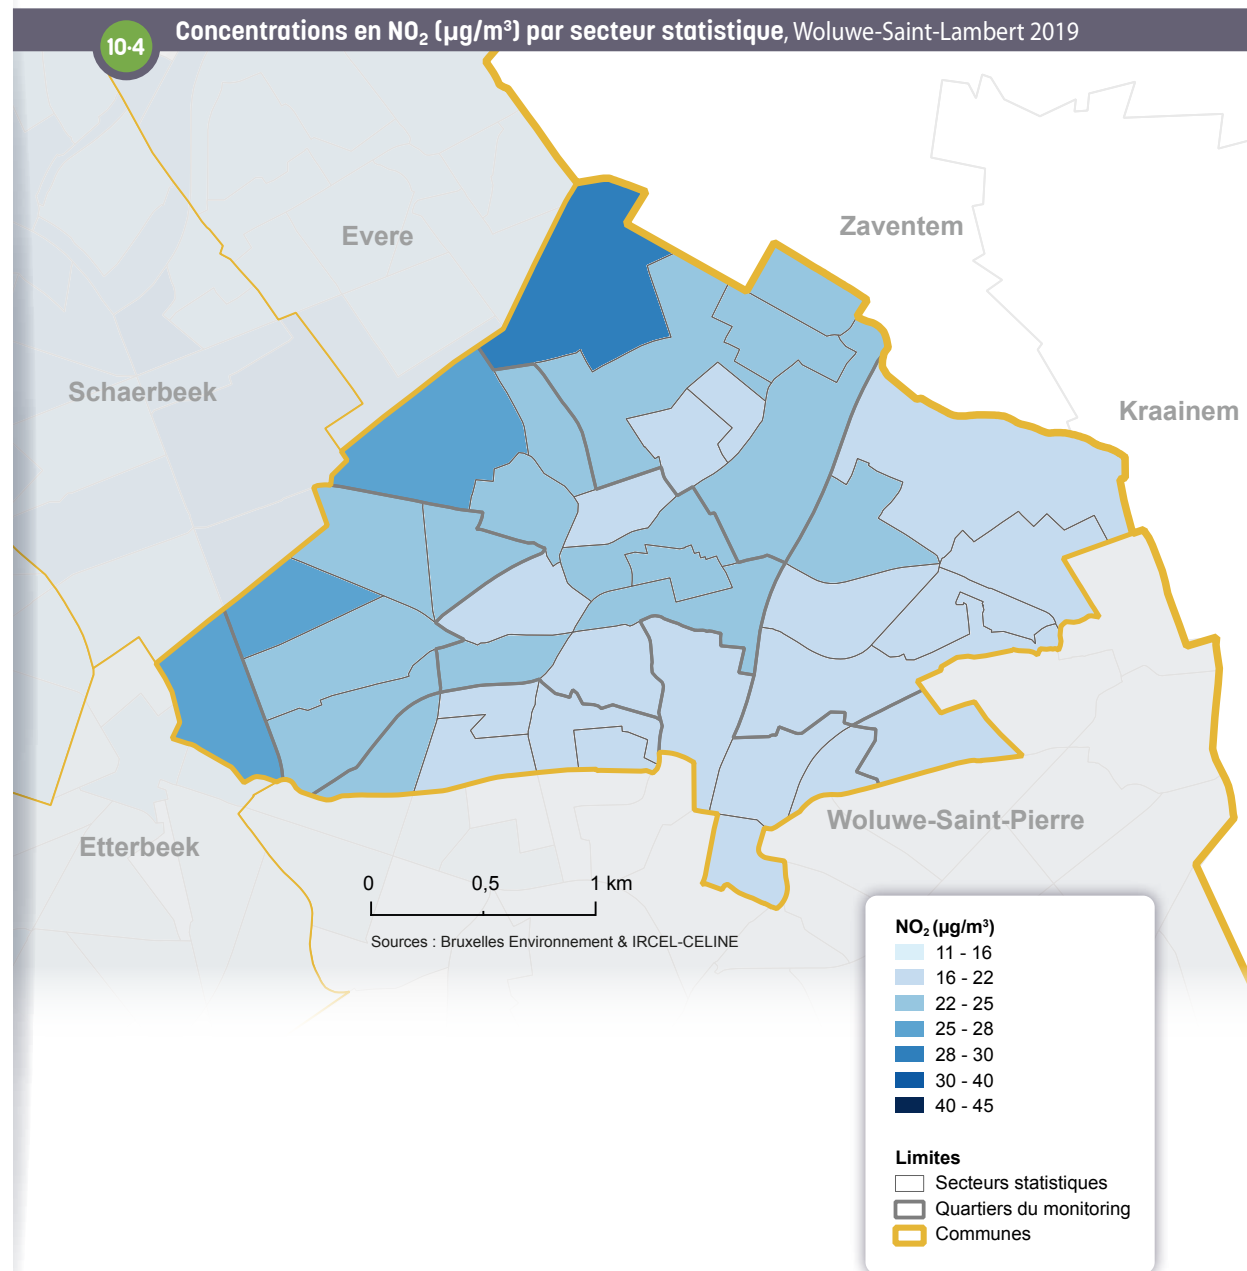 10·4
Concentrations en NO₂ (µg/m³) par secteur statistique, Woluwe-Saint-Lambert 2019
Evere
Zaventem
Schaerbeek
Kraainem
Etterbeek
Woluwe-Saint-Pierre
0 0,5 1 km
Sources : Bruxelles Environnement & IRCEL-CELINE
NO₂ (µg/m³)
11 - 16
16 - 22
22 - 25
25 - 28
28 - 30
30 - 40
40 - 45
Limites
Secteurs statistiques
Quartiers du monitoring
Communes